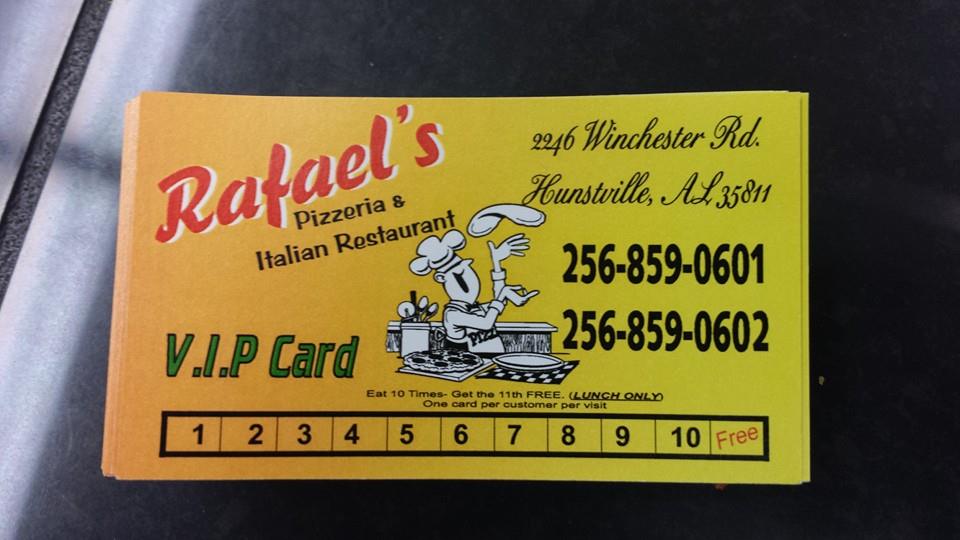 Rafael's
Pizzeria &
Italian Restaurant
2246 Winchester Rd.
Hunstville, AL 35811
256-859-0601
256-859-0602
PIZZ
V.I.P Card
Eat 10 Times- Get the 11th FREE. (LUNCH ONLY)
One card per customer per visit
1 2 3 4 5 6 7 8 9 10 Free